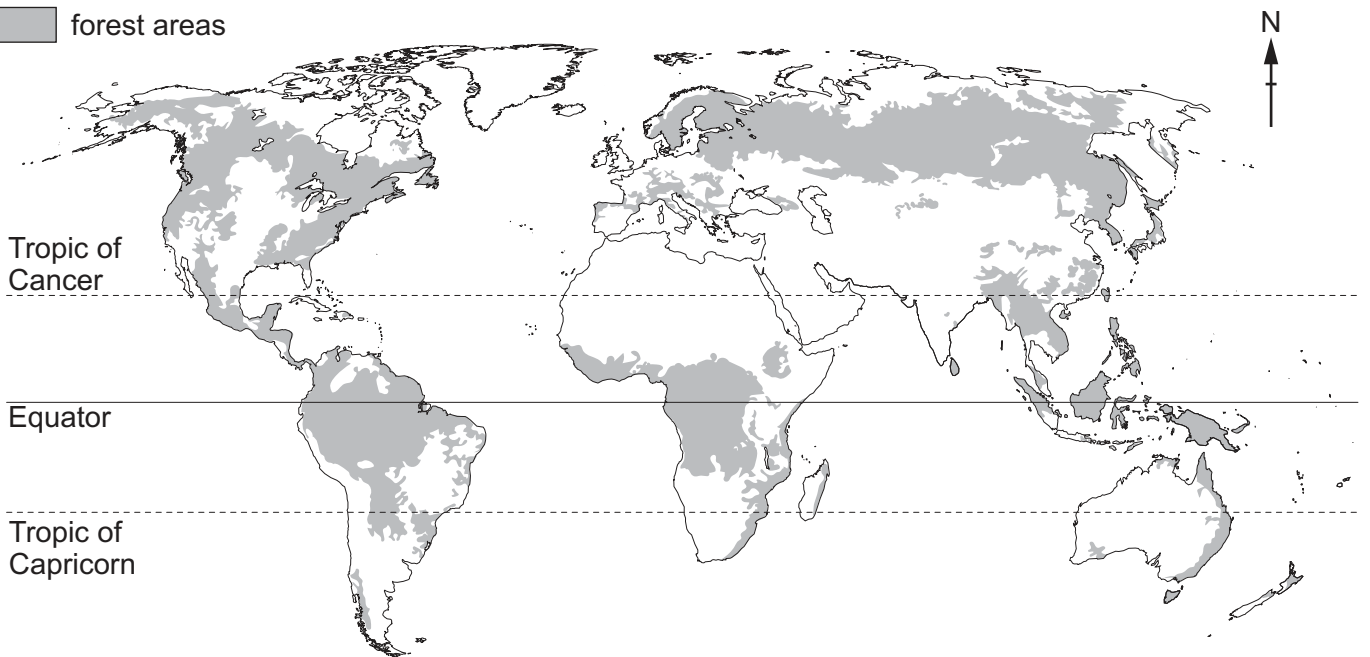 forest areas
N
Tropic of
Cancer
Equator
Tropic of
Capricorn